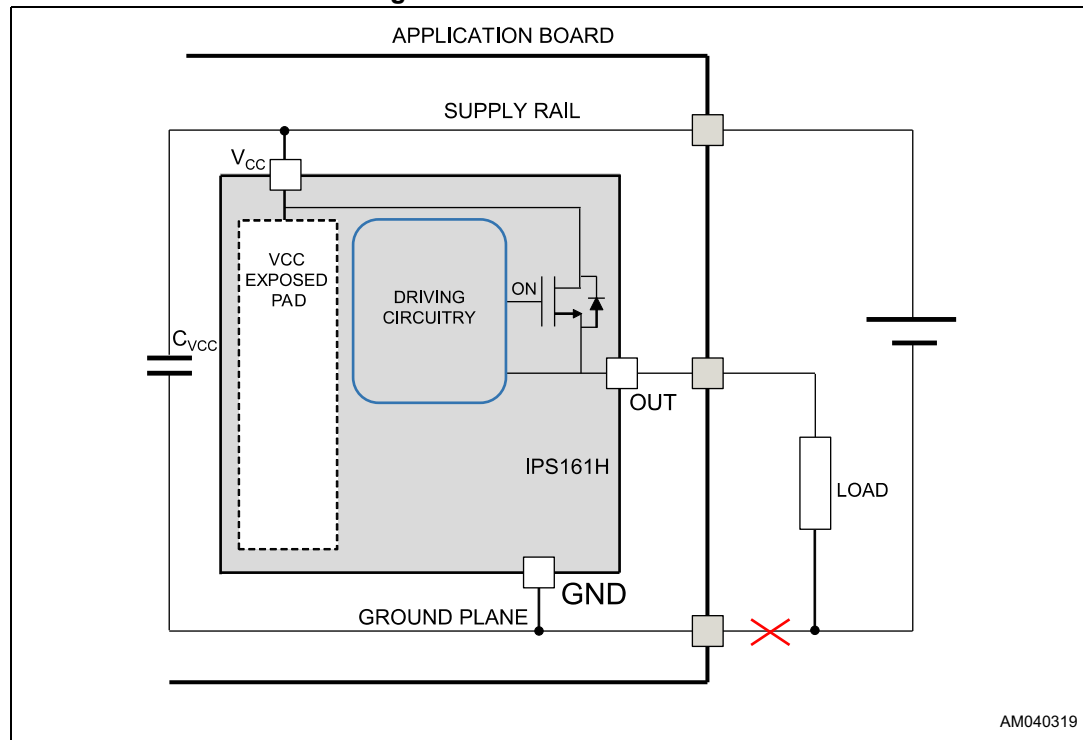 APPLICATION BOARD
SUPPLY RAIL
VCC
VCC
EXPOSED
PAD
DRIVING
CIRCUITRY
ON
CVCC
OUT
IPS161H
LOAD
GND
GROUND PLANE
AM040319